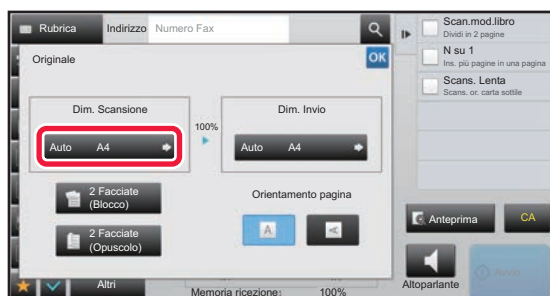 Rubrica
Indirizzo
Numero Fax
Scan.mod.libro
Dividi in 2 pagine
N su 1
Ins. più pagine in una pagina
Scans. Lenta
Scans. or. carta sottile
Originale
OK
Dim. Scansione
100%
Dim. Invio
Auto A4
Auto A4
2 Facciate
(Blocco)
2 Facciate
(Opuscolo)
Orientamento pagina
A
A
Anteprima
CA
Altri
Memoria ricezione:
100%
Altoparlante
Avvio